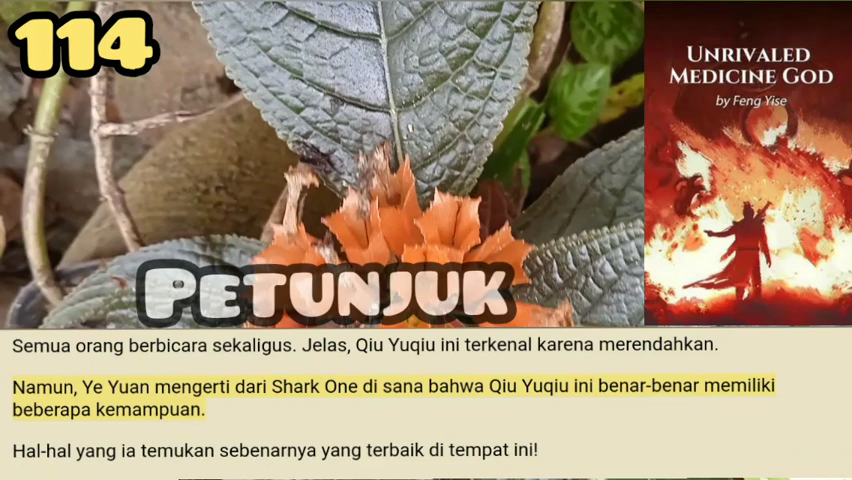 114
UNRIVALED
MEDICINE GOD
by Feng Yise
PETUNJUK
Semua orang berbicara sekaligus. Jelas, Qiu Yuqiu ini terkenal karena merendahkan.
Namun, Ye Yuan mengerti dari Shark One di sana bahwa Qiu Yuqiu ini benar-benar memiliki
beberapa kemampuan.
Hal-hal yang ia temukan sebenarnya yang terbaik di tempat ini!